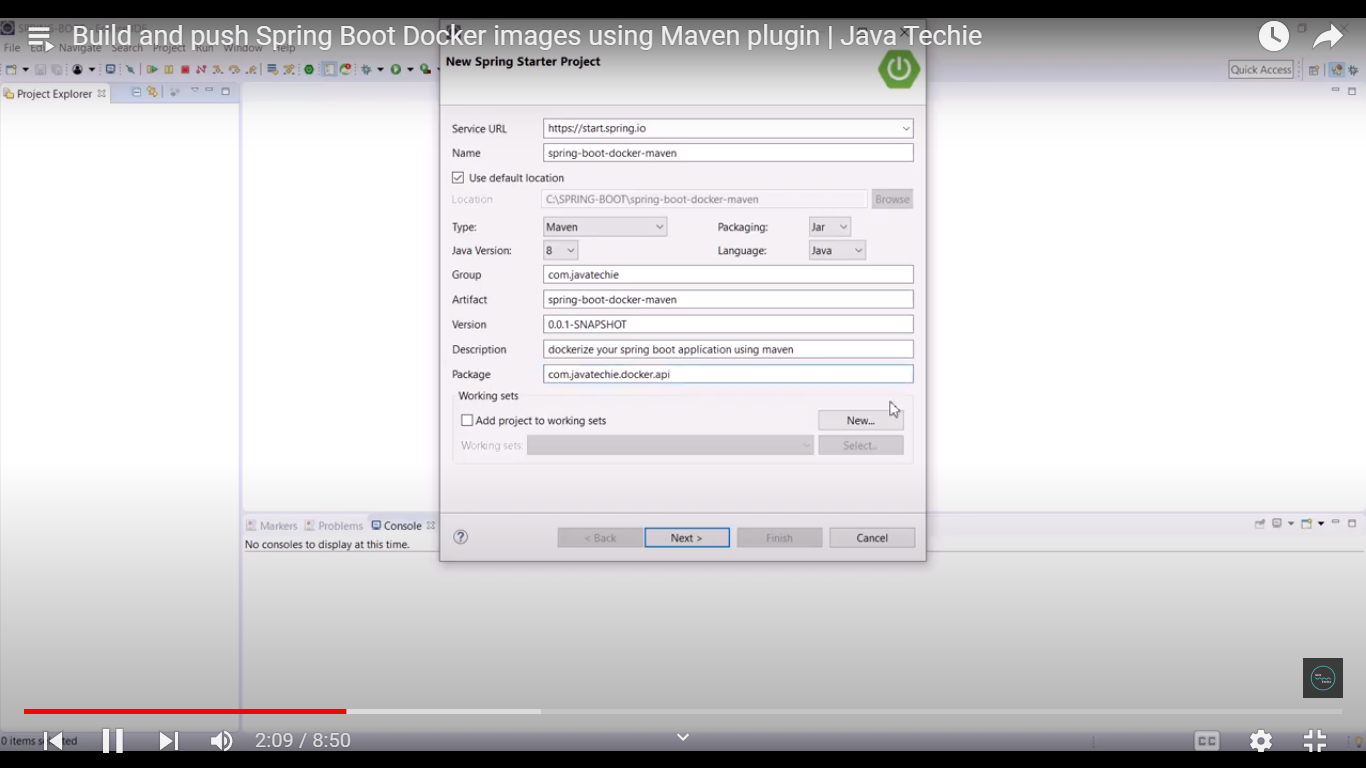 Build and push Spring Boot Docker images using Maven plugin | Java Techie
File Edit Navigate Search Project Run Window Help
New Spring Starter Project
Quick Access
Project Explorer
Service URL https://start.spring.io
Name spring-boot-docker-maven
Use default location
Location C:\SPRING-BOOT\spring-boot-docker-maven Browse
Type: Maven Packaging: Jar
Java Version: 8 Language: Java
Group com.javatechie
Artifact spring-boot-docker-maven
Version 0.0.1-SNAPSHOT
Description dockerize your spring boot application using maven
Package com.javatechie.docker.api
Working sets
Add project to working sets New...
Working sets: Select...
Markers Problems Console
No consoles to display at this time.
< Back Next > Finish Cancel
0 items selected
2:09 / 8:50
CC